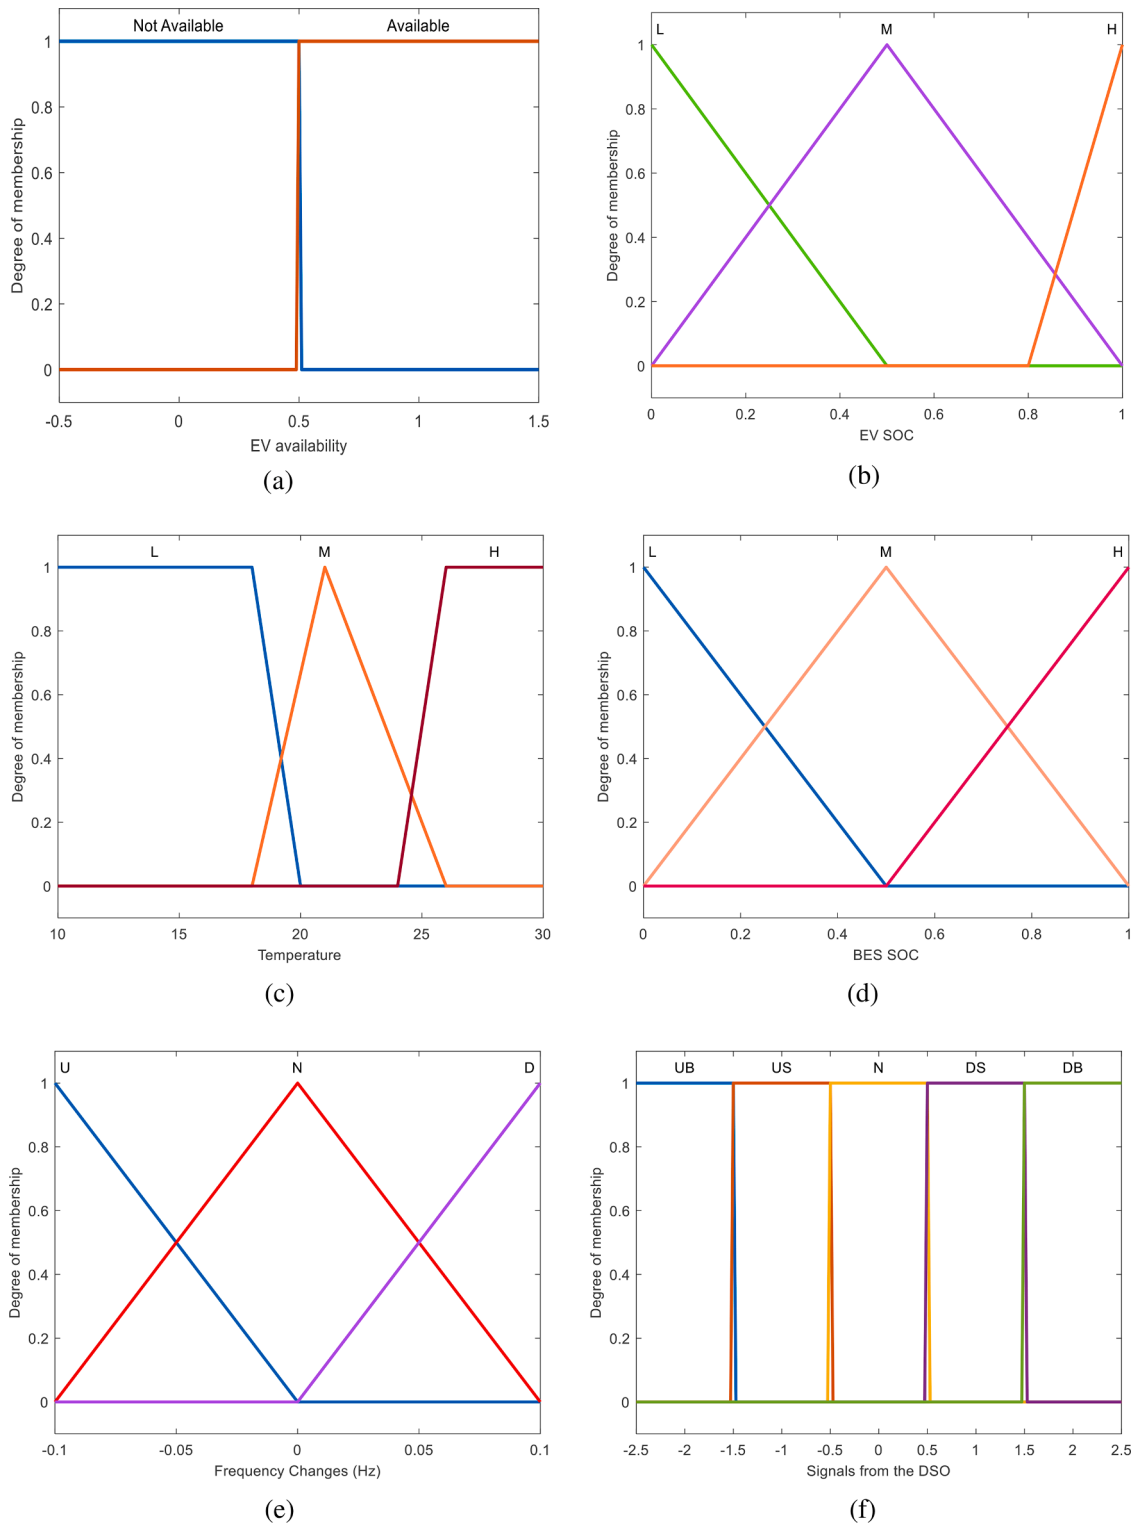 Not Available Available
1
0.8
0.6
0.4
0.2
0
Degree of membership
-0.5 0 0.5 1 1.5
EV availability
(a)
L M H
1
0.8
0.6
0.4
0.2
0
Degree of membership
0 0.2 0.4 0.6 0.8 1
EV SOC
(b)
L M H
1
0.8
0.6
0.4
0.2
0
Degree of membership
10 15 20 25 30
Temperature
(c)
L M H
1
0.8
0.6
0.4
0.2
0
Degree of membership
0 0.2 0.4 0.6 0.8 1
BES SOC
(d)
U N D
1
0.8
0.6
0.4
0.2
0
Degree of membership
-0.1 -0.05 0 0.05 0.1
Frequency Changes (Hz)
(e)
UB US N DS DB
1
0.8
0.6
0.4
0.2
0
Degree of membership
-2.5 -2 -1.5 -1 -0.5 0 0.5 1 1.5 2 2.5
Signals from the DSO
(f)